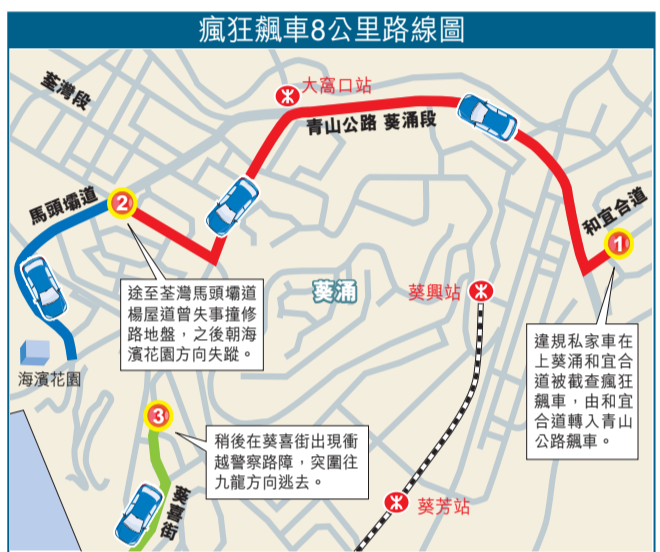 瘋狂飆車8公里路線圖
荃灣段
大窩口站
青山公路 葵涌段
和宜合道
1
馬頭壩道
2
途至荃灣馬頭壩道
楊屋道曾失事撞修
路地盤，之後朝海
濱花園方向失蹤。
葵涌
葵興站
違規私家車在
上葵涌和宜合
道被截查瘋狂
飆車，由和宜
合道轉入青山
公路飆車。
海濱花園
3
稍後在葵喜街出現衝
越警察路障，突圍往
九龍方向逃去。
葵喜街
葵芳站